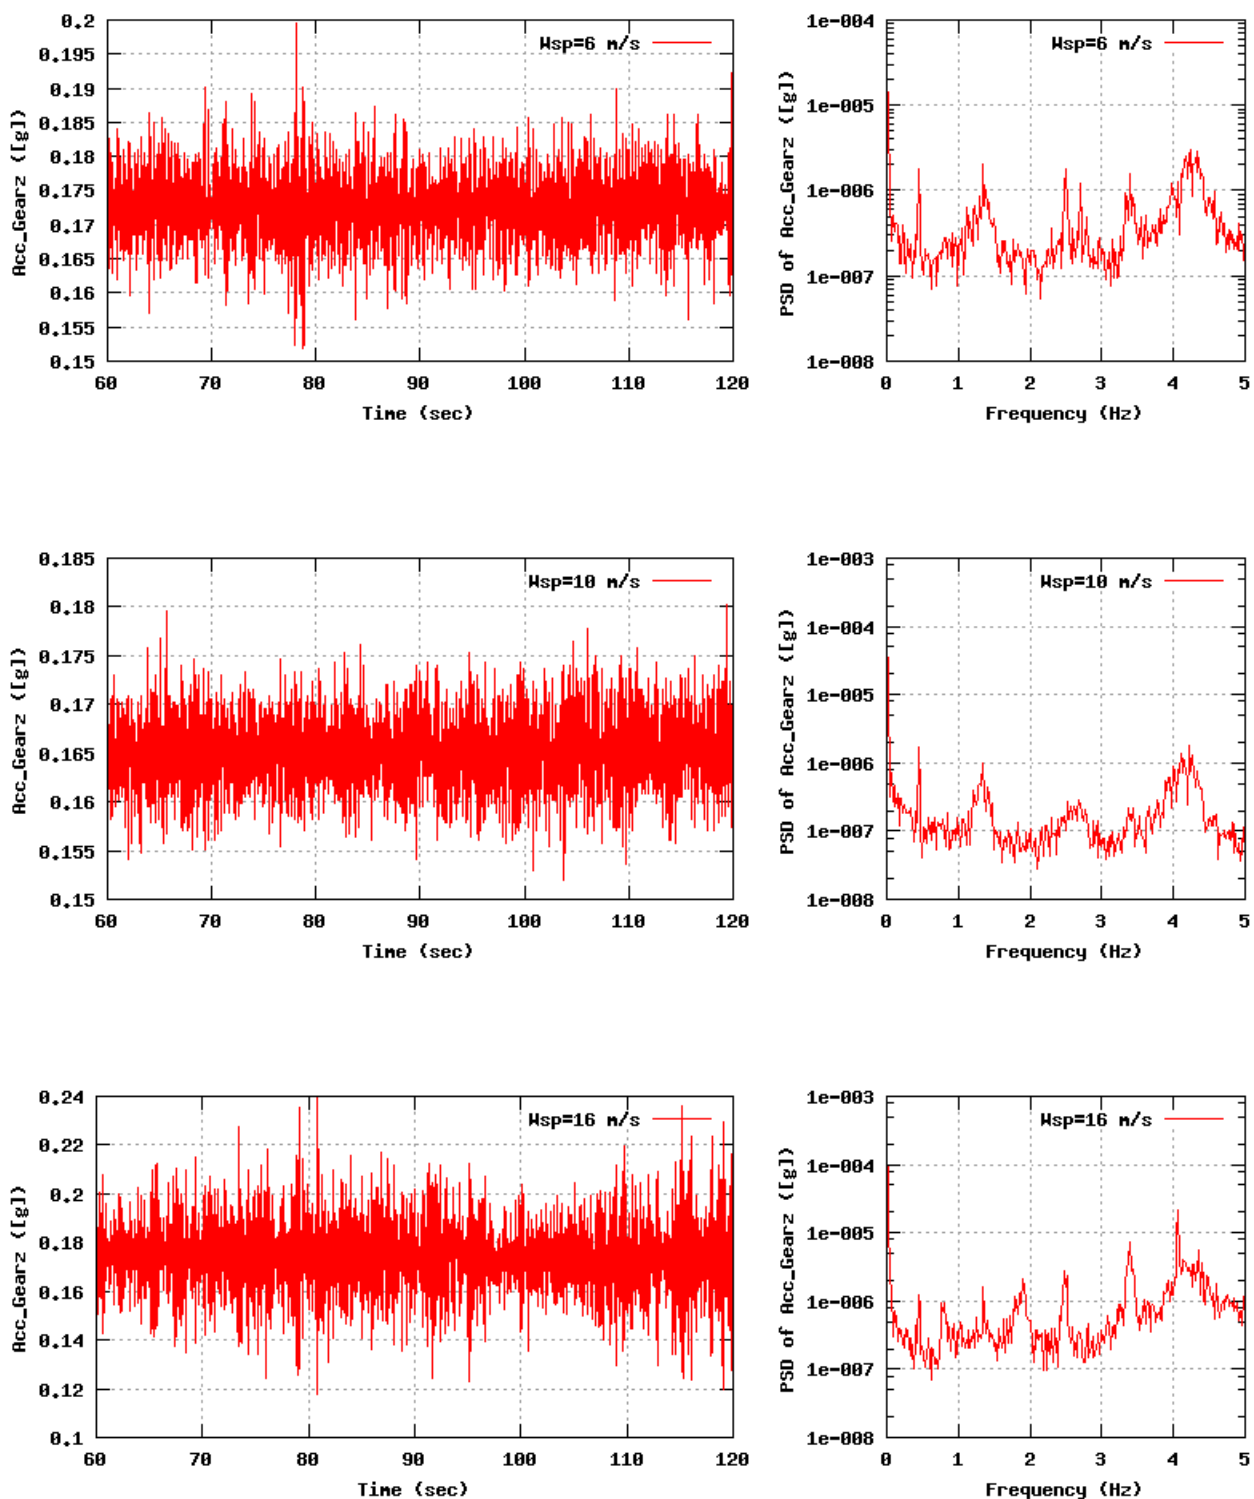 Wsp=6 m/s
Acc_Gearz ([g])
0.2
0.195
0.19
0.185
0.18
0.175
0.17
0.165
0.16
0.155
0.15
60 70 80 90 100 110 120
Time (sec)
Wsp=6 m/s
PSD of Acc_Gearz ([g])
1e-004
1e-005
1e-006
1e-007
1e-008
0 1 2 3 4 5
Frequency (Hz)
Wsp=10 m/s
Acc_Gearz ([g])
0.185
0.18
0.175
0.17
0.165
0.16
0.155
0.15
60 70 80 90 100 110 120
Time (sec)
Wsp=10 m/s
PSD of Acc_Gearz ([g])
1e-003
1e-004
1e-005
1e-006
1e-007
1e-008
0 1 2 3 4 5
Frequency (Hz)
Wsp=16 m/s
Acc_Gearz ([g])
0.24
0.22
0.2
0.18
0.16
0.14
0.12
0.1
60 70 80 90 100 110 120
Time (sec)
Wsp=16 m/s
PSD of Acc_Gearz ([g])
1e-003
1e-004
1e-005
1e-006
1e-007
1e-008
0 1 2 3 4 5
Frequency (Hz)